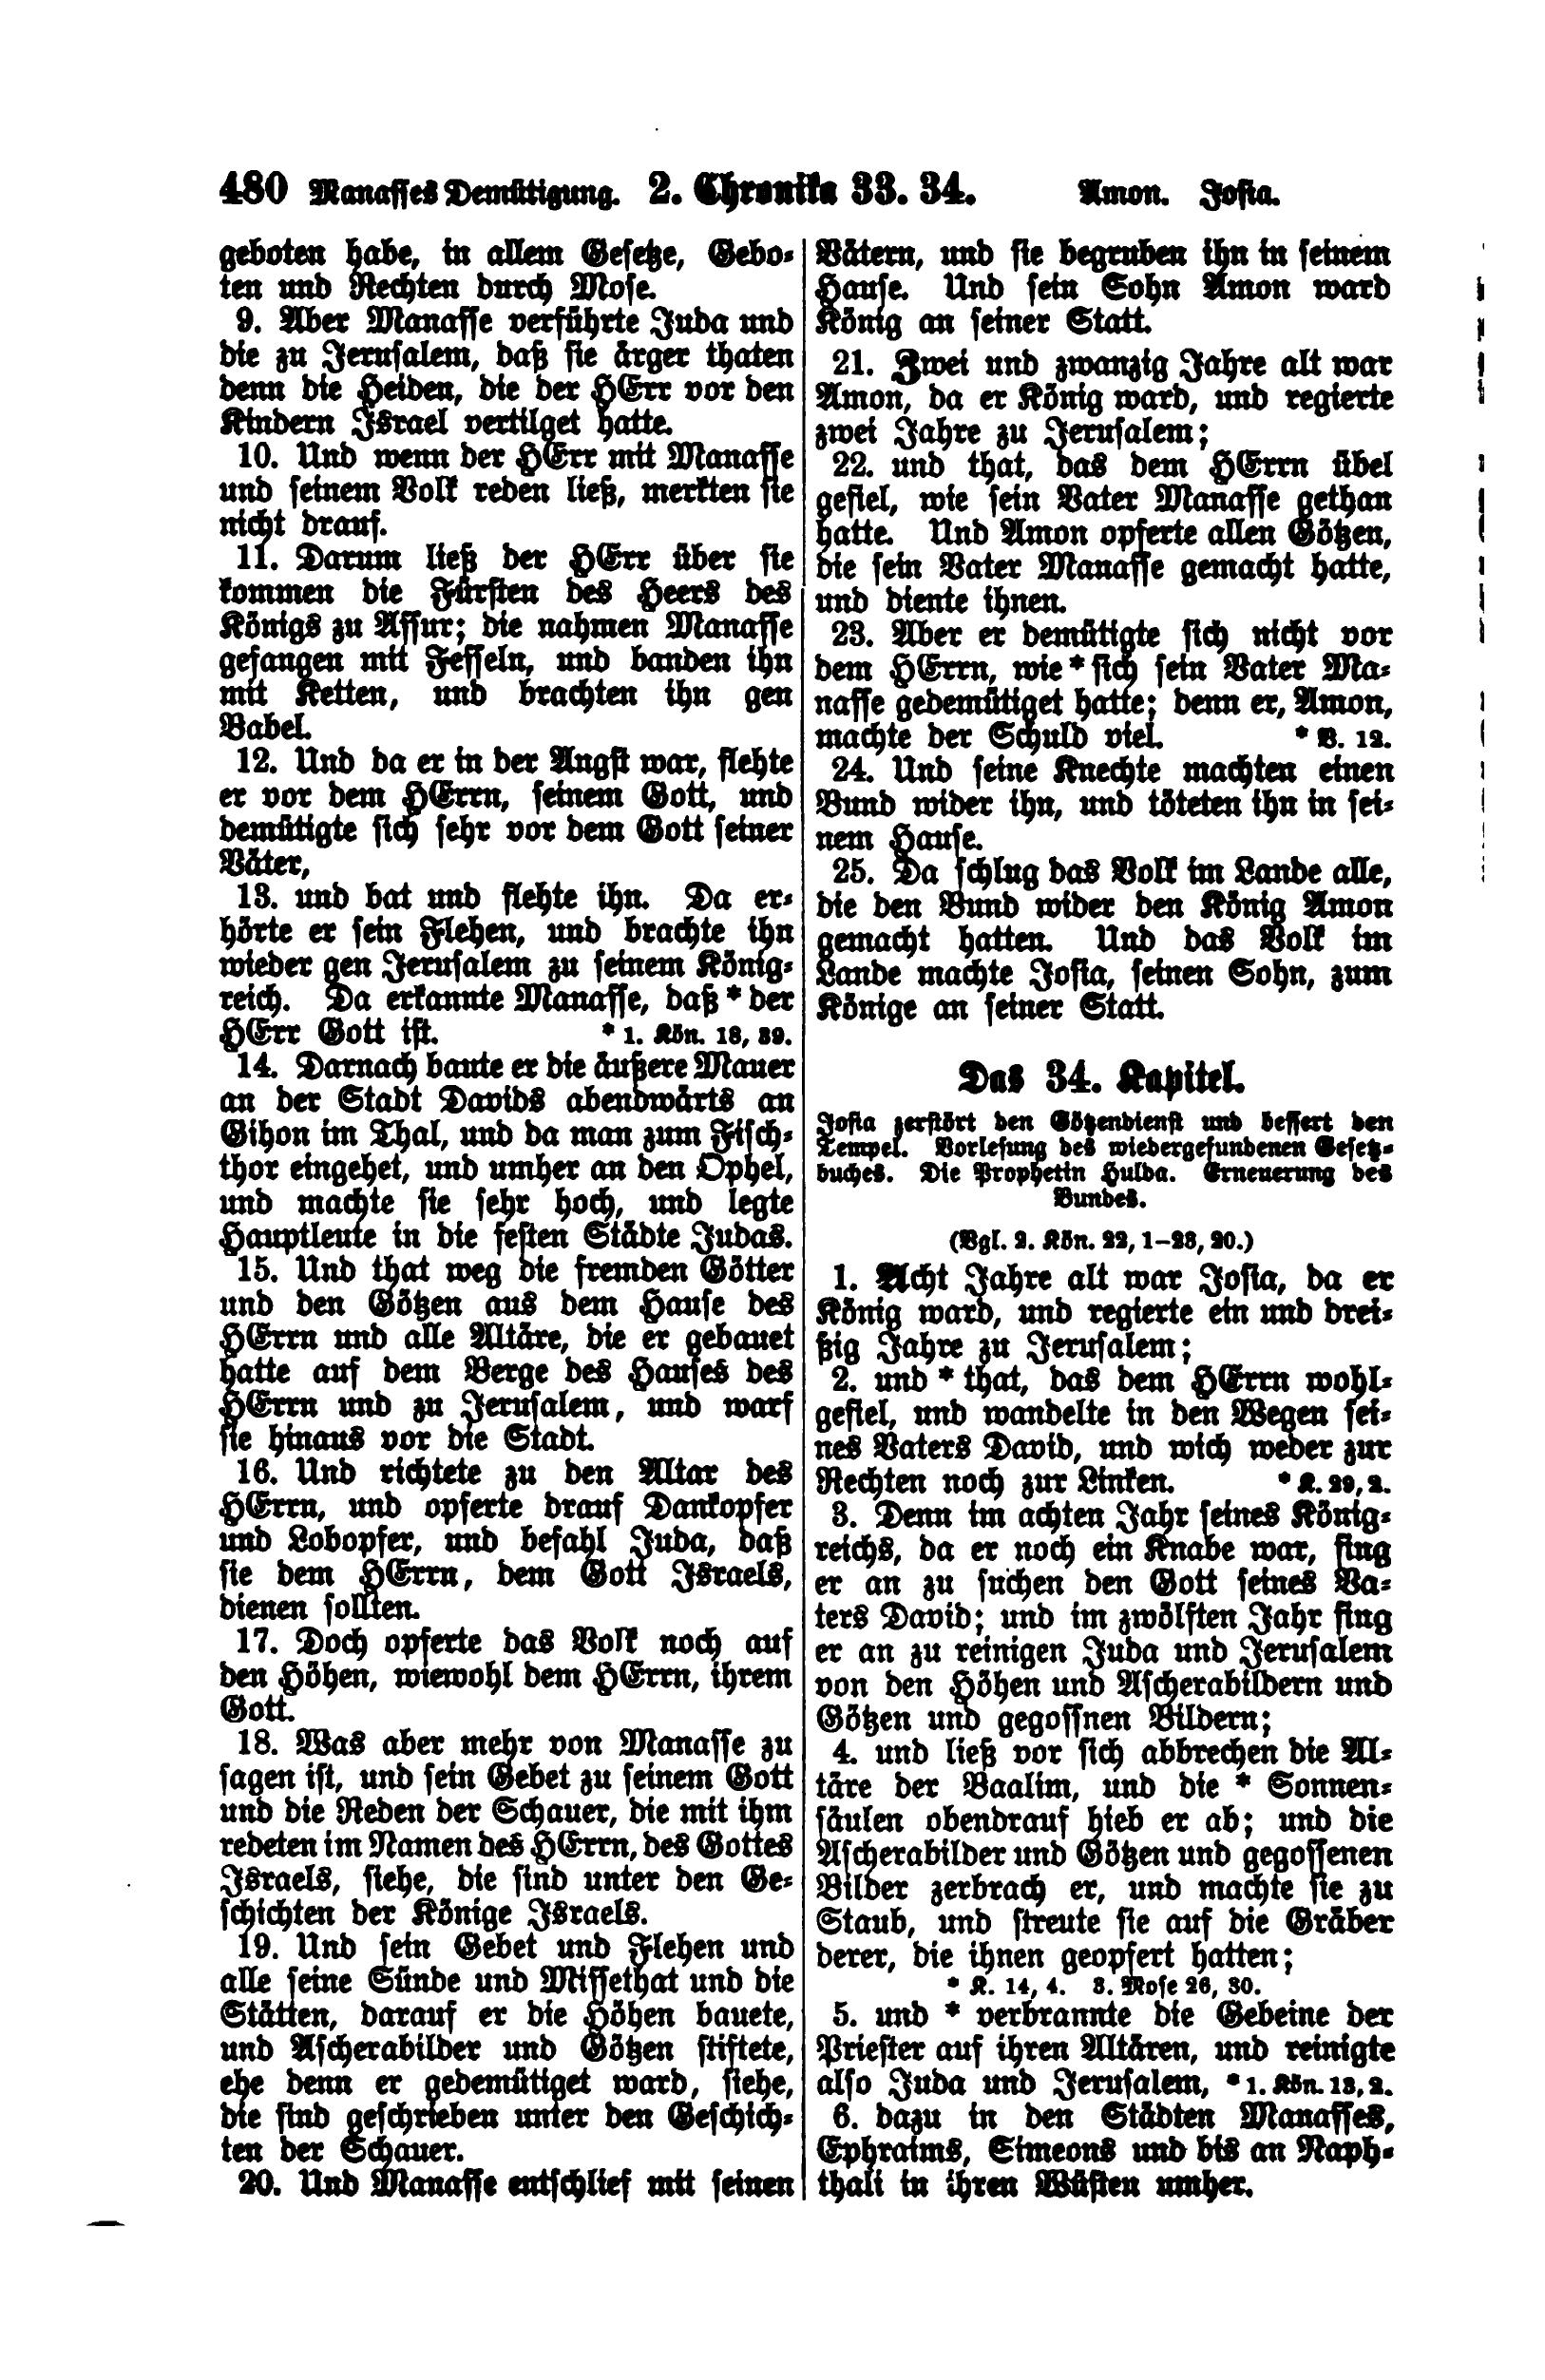 480 Manasses Demütigung. 2. Chronika 33. 34. Amon. Josia.
geboten habe, in allem Gesetze, Gebo-
ten und Rechten durch Mose.
9. Aber Manasse verführte Juda und
die zu Jerusalem, daß sie ärger thaten
denn die Heiden, die der HErr vor den
Kindern Israel vertilget hatte.
10. Und wenn der HErr mit Manasse
und seinem Volk reden ließ, merkten sie
nicht drauf.
11. Darum ließ der HErr über sie
kommen die Fürsten des Heers des
Königs zu Assur; die nahmen Manasse
gefangen mit Fesseln, und banden ihn
mit Ketten, und brachten ihn gen
Babel.
12. Und da er in der Angst war, flehte
er vor dem HErrn, seinem Gott, und
demütigte sich sehr vor dem Gott seiner
Väter,
13. und bat und flehte ihn. Da er-
hörte er sein Flehen, und brachte ihn
wieder gen Jerusalem zu seinem König-
reich. Da erkannte Manasse, daß * der
HErr Gott ist. * 1. Kön. 18, 39.
14. Darnach baute er die äußere Mauer
an der Stadt Davids abendwärts an
Gihon im Thal, und da man zum Fisch-
thor eingehet, und umher an den Ophel,
und machte sie sehr hoch, und legte
Hauptleute in die festen Städte Judas.
15. Und that weg die fremden Götter
und den Götzen aus dem Hause des
HErrn und alle Altäre, die er gebauet
hatte auf dem Berge des Hauses des
HErrn und zu Jerusalem, und warf
sie hinaus vor die Stadt.
16. Und richtete zu den Altar des
HErrn, und opferte drauf Dankopfer
und Lobopfer, und befahl Juda, daß
sie dem HErrn, dem Gott Israels,
dienen sollten.
17. Doch opferte das Volk noch auf
den Höhen, wiewohl dem HErrn, ihrem
Gott.
18. Was aber mehr von Manasse zu
sagen ist, und sein Gebet zu seinem Gott
und die Reden der Schauer, die mit ihm
redeten im Namen des HErrn, des Gottes
Israels, siehe, die sind unter den Ge-
schichten der Könige Israels.
19. Und sein Gebet und Flehen und
alle seine Sünde und Missethat und die
Stätten, darauf er die Höhen bauete,
und Ascherabilder und Götzen stiftete,
ehe denn er gedemütiget ward, siehe,
die sind geschrieben unter den Geschich-
ten der Schauer.
20. Und Manasse entschlief mit seinen
Vätern, und sie begruben ihn in seinem
Hause. Und sein Sohn Amon ward
König an seiner Statt.
21. Zwei und zwanzig Jahre alt war
Amon, da er König ward, und regierte
zwei Jahre zu Jerusalem;
22. und that, das dem HErrn übel
gefiel, wie sein Vater Manasse gethan
hatte. Und Amon opferte allen Götzen,
die sein Vater Manasse gemacht hatte,
und diente ihnen.
23. Aber er demütigte sich nicht vor
dem HErrn, wie * sich sein Vater Ma-
nasse gedemütiget hatte; denn er, Amon,
machte der Schuld viel. * V. 12.
24. Und seine Knechte machten einen
Bund wider ihn, und töteten ihn in sei-
nem Hause.
25. Da schlug das Volk im Lande alle,
die den Bund wider den König Amon
gemacht hatten. Und das Volk im
Lande machte Josia, seinen Sohn, zum
Könige an seiner Statt.
Das 34. Kapitel.
Josia zerstört den Götzendienst und bessert den
Tempel. Vorlesung des wiedergefundenen Gesetz-
buches. Die Prophetin Hulda. Erneuerung des
Bundes.
(Vgl. 2. Kön. 22, 1–23, 20.)
1. Acht Jahre alt war Josia, da er
König ward, und regierte ein und drei-
ßig Jahre zu Jerusalem;
2. und * that, das dem HErrn wohl-
gefiel, und wandelte in den Wegen sei-
nes Vaters David, und wich weder zur
Rechten noch zur Linken. * K. 29, 2.
3. Denn im achten Jahr seines König-
reichs, da er noch ein Knabe war, fing
er an zu suchen den Gott seines Va-
ters David; und im zwölften Jahr fing
er an zu reinigen Juda und Jerusalem
von den Höhen und Ascherabildern und
Götzen und gegossnen Bildern;
4. und ließ vor sich abbrechen die Al-
täre der Baalim, und die * Sonnen-
säulen obendrauf hieb er ab; und die
Ascherabilder und Götzen und gegossenen
Bilder zerbrach er, und machte sie zu
Staub, und streute sie auf die Gräber
derer, die ihnen geopfert hatten;
* K. 14, 4. 3. Mose 26, 30.
5. und * verbrannte die Gebeine der
Priester auf ihren Altären, und reinigte
also Juda und Jerusalem, * 1. Kön. 13, 2.
6. dazu in den Städten Manasses,
Ephraims, Simeons und bis an Naph-
thali in ihren Wüsten umher.